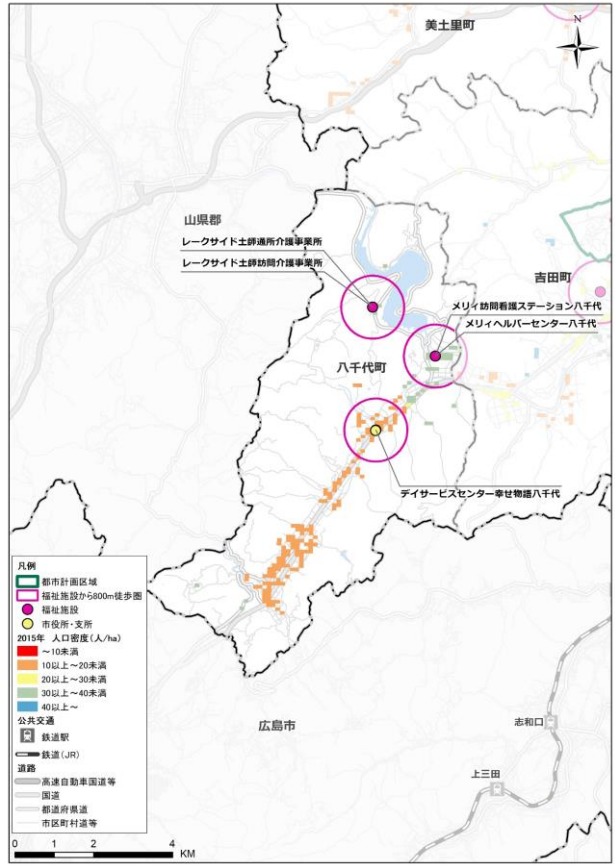 美土里町
N
山県郡
レークサイド土師通所介護事業所
レークサイド土師訪問介護事業所
吉田町
メリィ訪問看護ステーション八千代
メリィヘルパーセンター八千代
八千代町
デイサービスセンター幸せ物語八千代
凡例
都市計画区域
福祉施設から800m徒歩圏
福祉施設
市役所・支所
2015年 人口密度(人/ha)
～10未満
10以上～20未満
20以上～30未満
30以上～40未満
40以上～
公共交通
鉄道駅
鉄道(JR)
道路
高速自動車国道等
国道
都道府県道
市区町村道等
広島市
志和口
上三田
0 1 2 4
KM